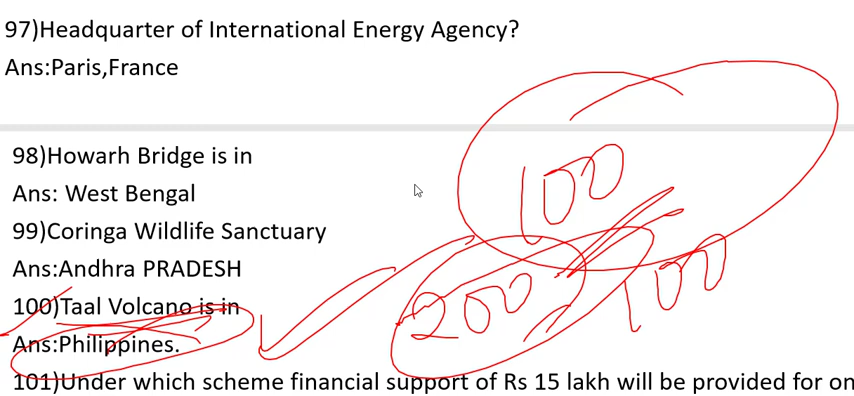 97)Headquarter of International Energy Agency?
Ans:Paris,France
98)Howarh Bridge is in
Ans: West Bengal
100
99)Coringa Wildlife Sanctuary
Ans:Andhra PRADESH
200
100
100)Taal Volcano is in
Ans:Philippines.
101)Under which scheme financial support of Rs 15 lakh will be provided for on